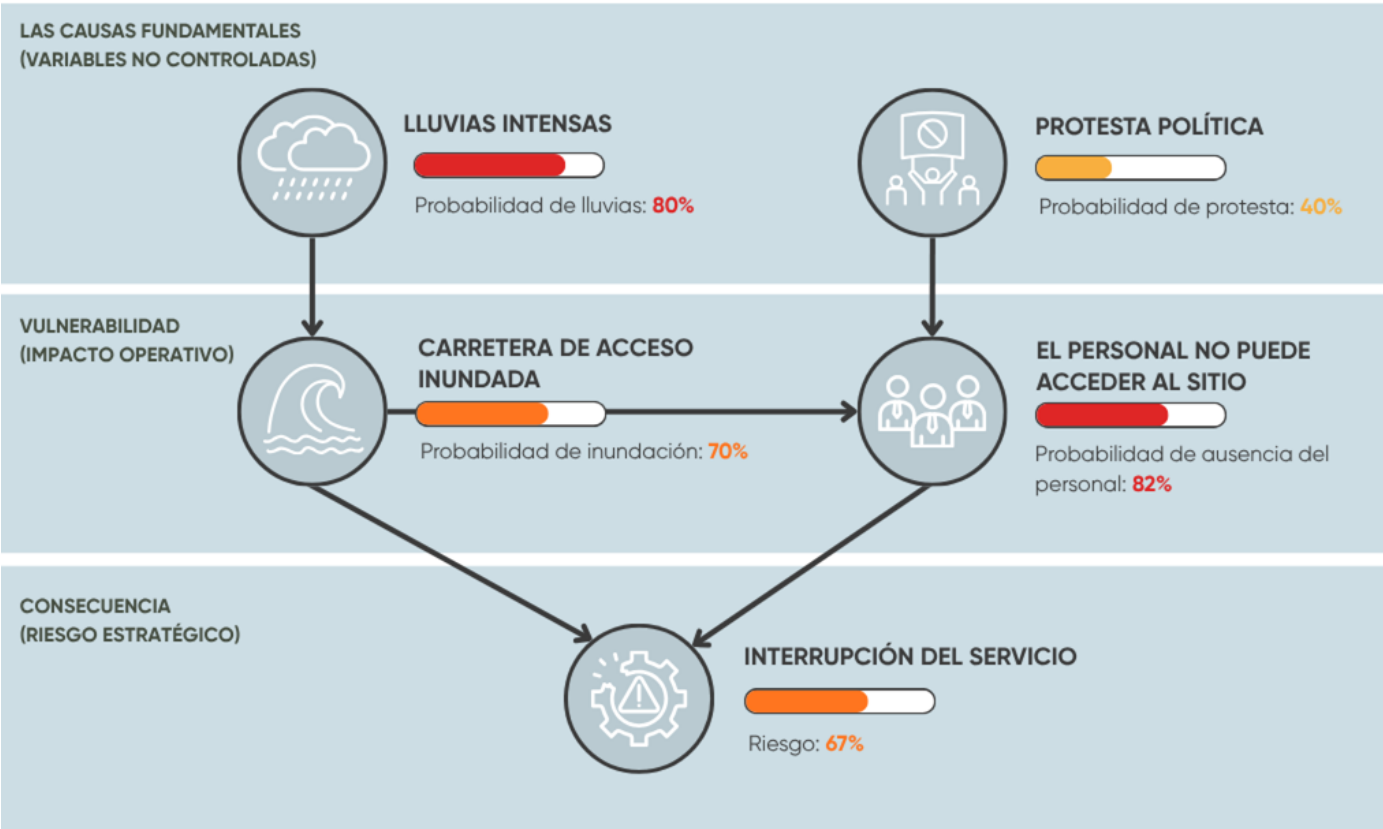 LAS CAUSAS FUNDAMENTALES
(VARIABLES NO CONTROLADAS)
LLUVIAS INTENSAS
Probabilidad de lluvias: 80%
PROTESTA POLÍTICA
Probabilidad de protesta: 40%
VULNERABILIDAD
(IMPACTO OPERATIVO)
CARRETERA DE ACCESO
INUNDADA
Probabilidad de inundación: 70%
EL PERSONAL NO PUEDE
ACCEDER AL SITIO
Probabilidad de ausencia del
personal: 82%
CONSECUENCIA
(RIESGO ESTRATÉGICO)
INTERRUPCIÓN DEL SERVICIO
Riesgo: 67%